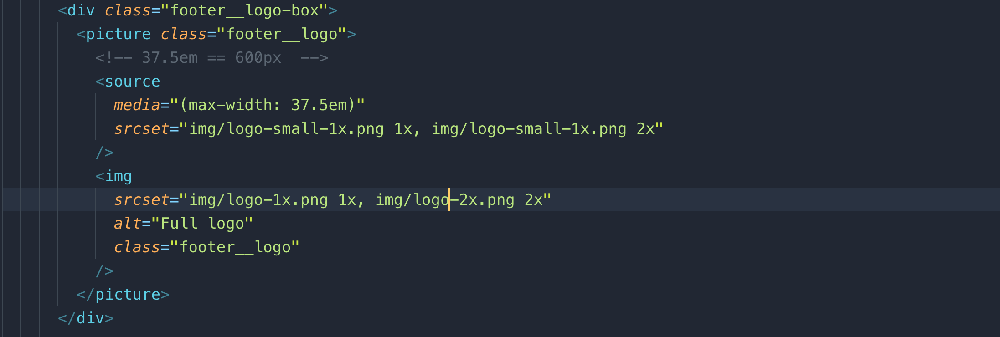 <div class="footer__logo-box">
<picture class="footer__logo">
<!-- 37.5em == 600px  -->
<source
media="(max-width: 37.5em)"
srcset="img/logo-small-1x.png 1x, img/logo-small-1x.png 2x"
/>
<img
srcset="img/logo-1x.png 1x, img/logo-2x.png 2x"
alt="Full logo"
class="footer__logo"
/>
</picture>
</div>